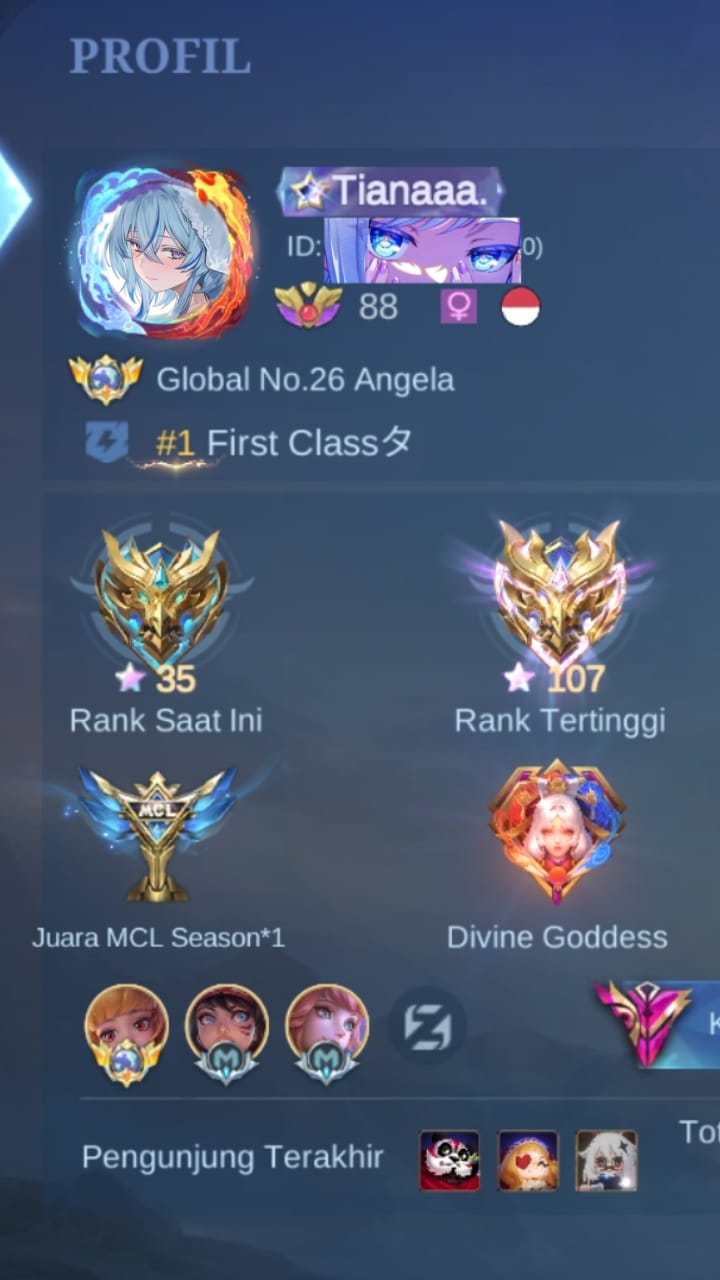 PROFIL
Tianaaa.
ID: 0)
88
Global No.26 Angela
#1 First Classタ
35
107
Rank Saat Ini
Rank Tertinggi
MCL
Juara MCL Season*1
Divine Goddess
M
M
K
Pengunjung Terakhir
Tot